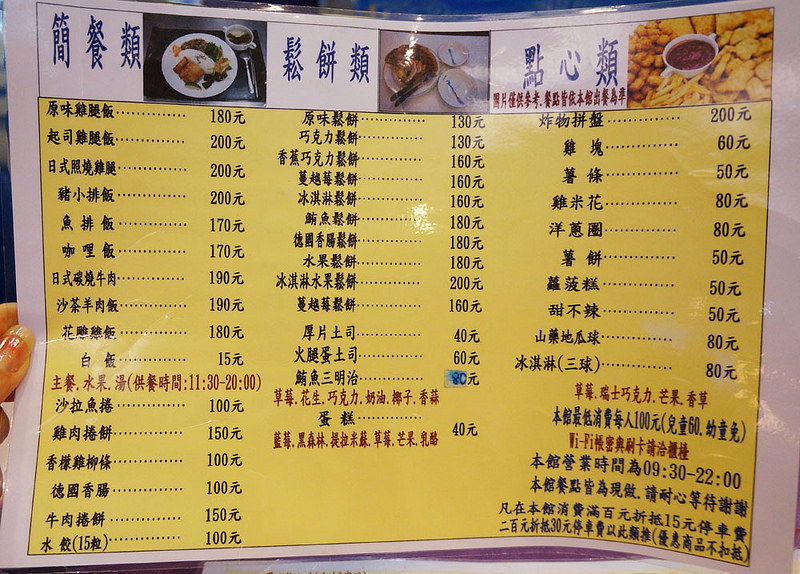 簡餐類
原味雞腿飯 180元
起司雞腿飯 200元
日式照燒雞腿 200元
豬小排飯 200元
魚排飯 170元
咖哩飯 170元
日式碳燒牛肉 190元
沙茶羊肉飯 190元
花雕雞飯 180元
白飯 15元
主餐.水果.湯(供餐時間:11:30-20:00)
沙拉魚捲 100元
雞肉捲餅 150元
香檬雞柳條 100元
德國香腸 100元
牛肉捲餅 150元
水餃(15粒) 100元
鬆餅類
原味鬆餅 130元
巧克力鬆餅 130元
香蕉巧克力鬆餅 160元
蔓越莓鬆餅 160元
冰淇淋鬆餅 160元
鮪魚鬆餅 180元
德國香腸鬆餅 180元
水果鬆餅 180元
冰淇淋水果鬆餅 200元
蔓越莓鬆餅 160元
厚片土司 40元
火腿蛋土司 60元
鮪魚三明治 80元
草莓.花生.巧克力.奶油.椰子.香蒜
蛋糕 40元
藍莓.黑森林.提拉米蘇.草莓.芒果.乳酪
點心類
圖片僅供參考.餐點皆依本館出餐為準
炸物拼盤 200元
雞塊 60元
薯條 50元
雞米花 80元
洋蔥圈 80元
薯餅 50元
蘿菠糕 50元
甜不辣 50元
山藥地瓜球 80元
冰淇淋(三球) 80元
草莓.瑞士巧克力.芒果.香草
本館最低消費每人100元(兒童60.幼童免)
Wi-Fi帳密與刷卡請洽櫃檯
本館營業時間為09:30-22:00
本館餐點皆為現做.請耐心等待謝謝
凡在本館消費滿百元折抵15元停車費
二百元折抵30元停車費以此類推(優惠商品不扣抵)